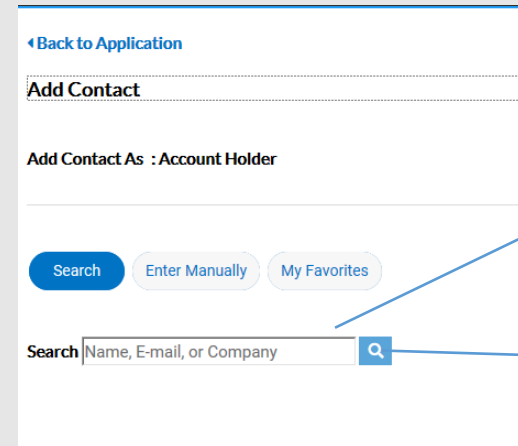 Back to Application
Add Contact
Add Contact As : Account Holder
Search Enter Manually My Favorites
Search Name, E-mail, or Company